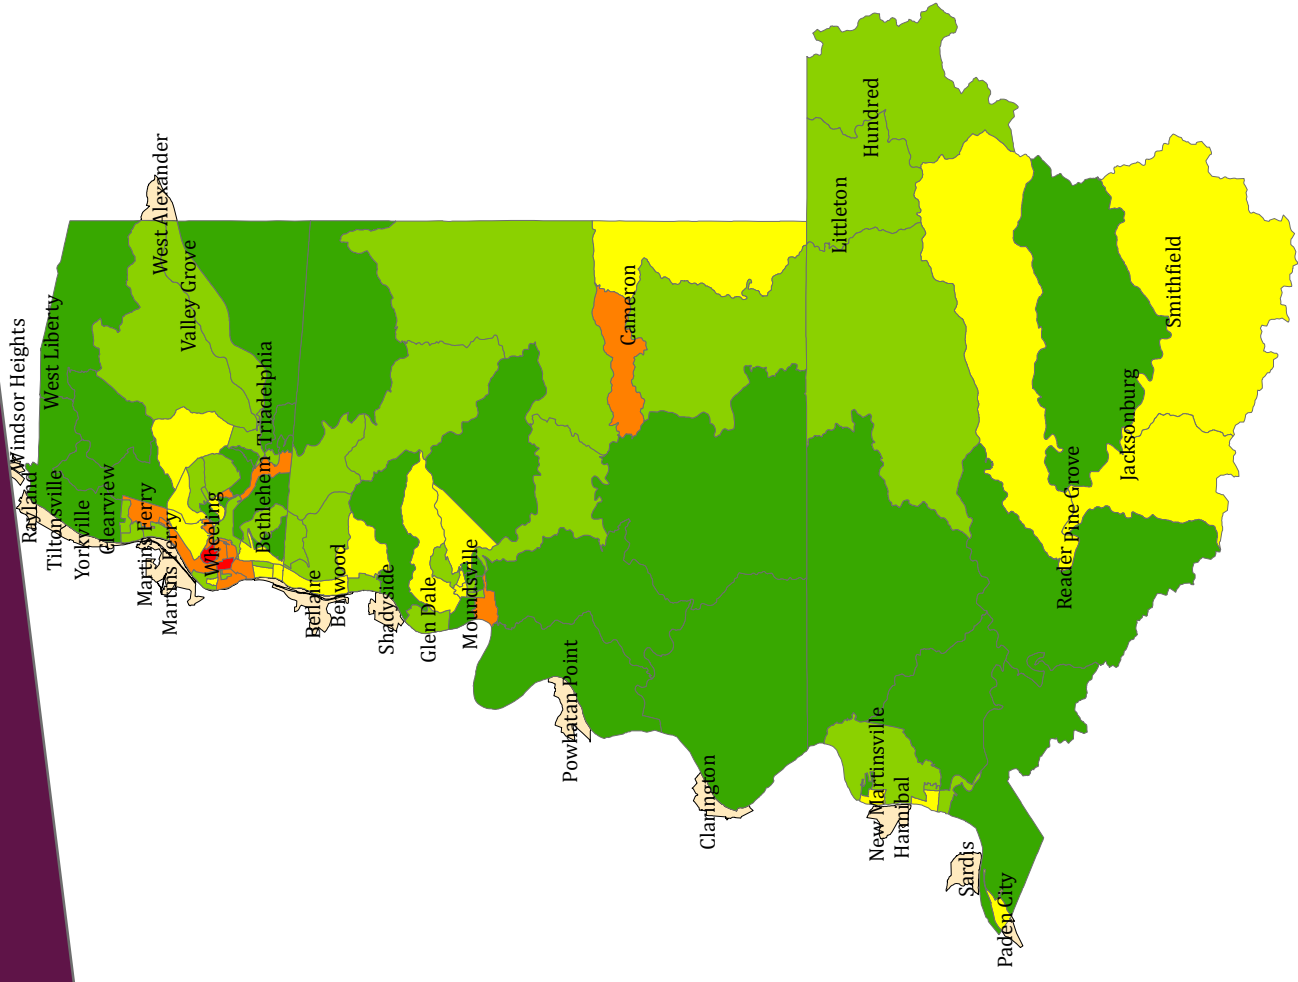 Windsor Heights
West Liberty
West Alexander
Valley Grove
Triadelphia
Rayland
Tiltonsville
Yorkville
Clearview
Martins Ferry
Martins Ferry
Wheeling
Bethlehem
Bellaire
Benwood
Shadyside
Glen Dale
Moundsville
Cameron
Powhatan Point
Clarington
Hundred
Littleton
Smithfield
Jacksonburg
Pine Grove
Reader
New Martinsville
Hannibal
Sardis
Paden City